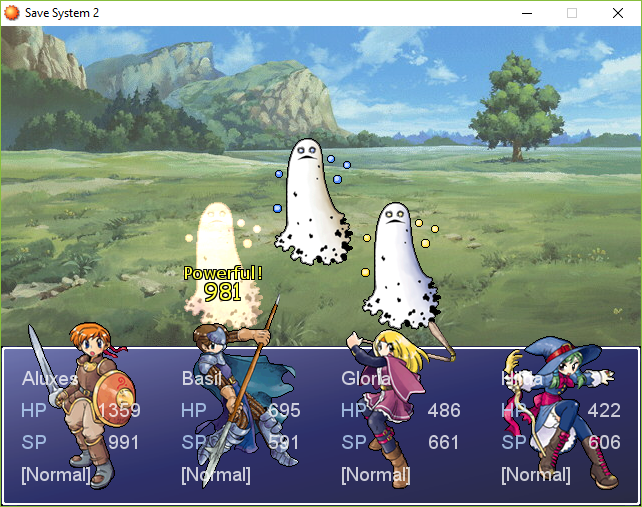 Save System 2
Powerful!
981
Aluxes Basil Gloria Hilda
HP 1359 HP 695 HP 486 HP 422
SP 991 SP 591 SP 661 SP 606
[Normal] [Normal] [Normal] [Normal]